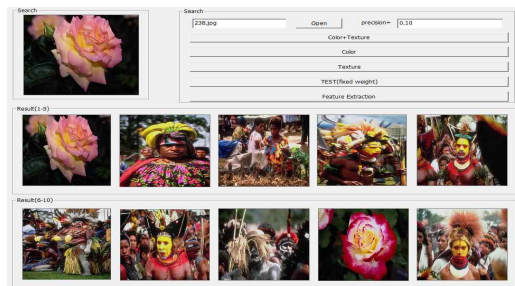 Search
Search
238.jpg
Open
precision=
0.10
Color+Texture
Color
Texture
TEST(fixed weight)
Feature Extraction
Result(1-5)
Result(6-10)